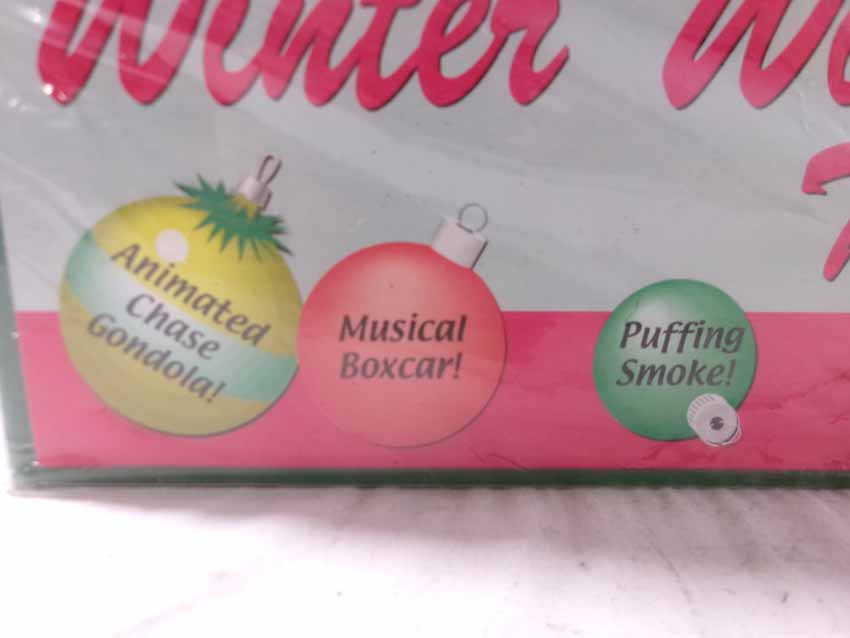 Winter
Animated
Chase
Gondola!
Musical
Boxcar!
Puffing
Smoke!